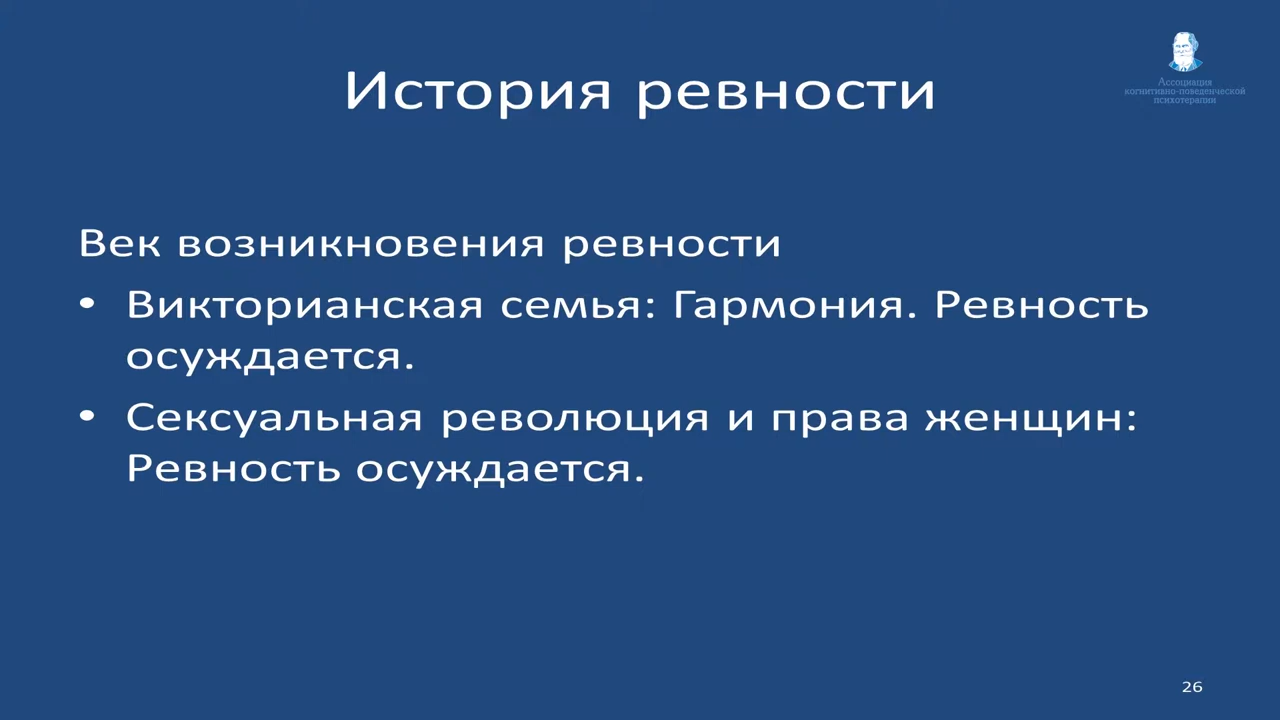 Ассоциация
когнитивно-поведенческой
психотерапии
История ревности
Век возникновения ревности
• Викторианская семья: Гармония. Ревность
осуждается.
• Сексуальная революция и права женщин:
Ревность осуждается.
26